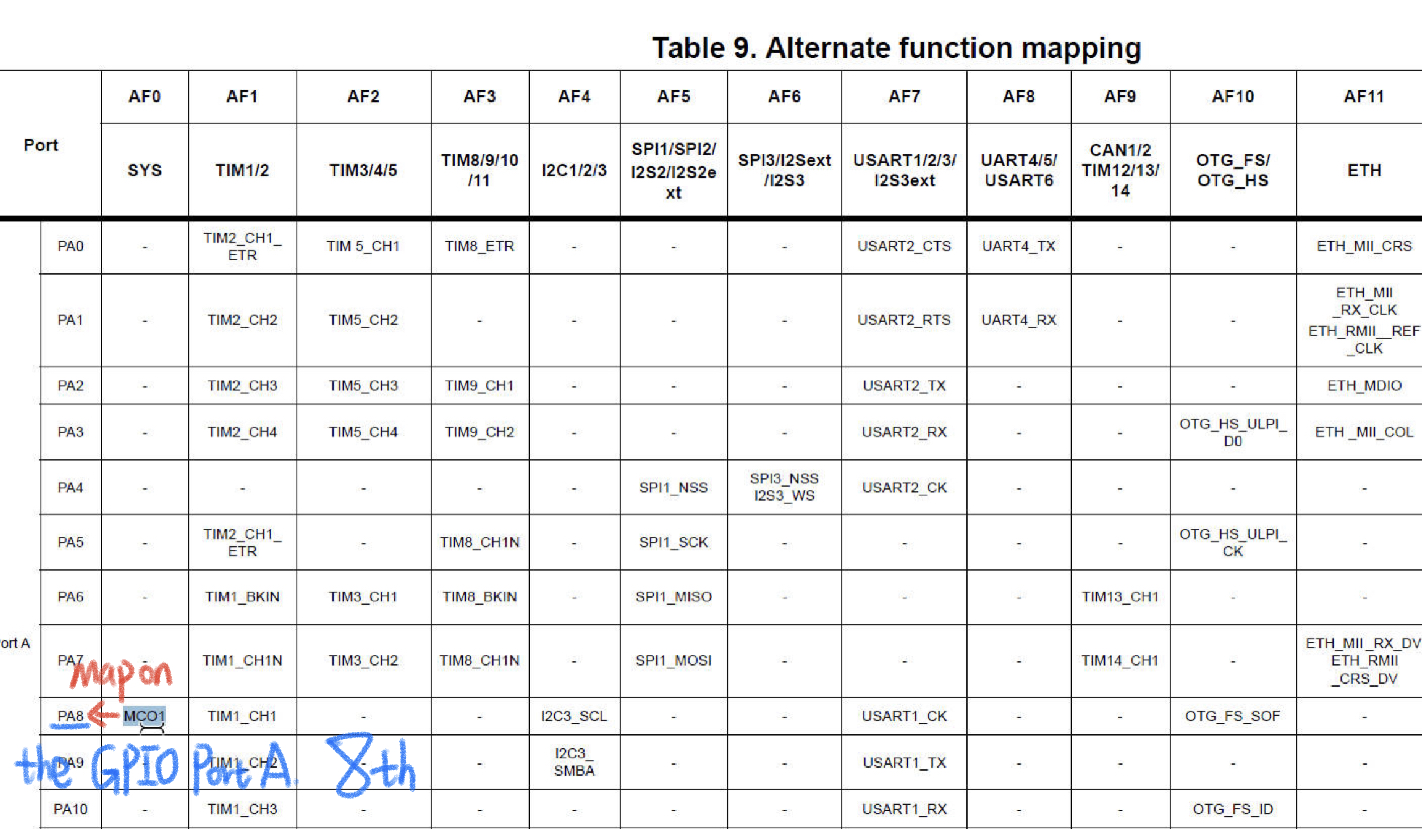 Table 9. Alternate function mapping
Port AF0 AF1 AF2 AF3 AF4 AF5 AF6 AF7 AF8 AF9 AF10 AF11
SYS TIM1/2 TIM3/4/5 TIM8/9/10/11 I2C1/2/3 SPI1/SPI2/I2S2/I2S2ext SPI3/I2Sext/I2S3 USART1/2/3/I2S3ext UART4/5/USART6 CAN1/2 TIM12/13/14 OTG_FS/OTG_HS ETH
PA0 - TIM2_CH1_ETR TIM 5_CH1 TIM8_ETR - - - USART2_CTS UART4_TX - - ETH_MII_CRS
PA1 - TIM2_CH2 TIM5_CH2 - - - - USART2_RTS UART4_RX - - ETH_MII_RX_CLK ETH_RMII__REF_CLK
PA2 - TIM2_CH3 TIM5_CH3 TIM9_CH1 - - - USART2_TX - - - ETH_MDIO
PA3 - TIM2_CH4 TIM5_CH4 TIM9_CH2 - - - USART2_RX - - OTG_HS_ULPI_D0 ETH _MII_COL
PA4 - - - - - SPI1_NSS SPI3_NSS I2S3_WS USART2_CK - - - -
PA5 - TIM2_CH1_ETR - TIM8_CH1N - SPI1_SCK - - - - OTG_HS_ULPI_CK -
PA6 - TIM1_BKIN TIM3_CH1 TIM8_BKIN - SPI1_MISO - - - TIM13_CH1 - -
ort A PA7 - TIM1_CH1N TIM3_CH2 TIM8_CH1N - SPI1_MOSI - - - TIM14_CH1 - ETH_MII_RX_DV ETH_RMII_CRS_DV
Map on
PA8 MCO1 TIM1_CH1 - - I2C3_SCL - - USART1_CK - - OTG_FS_SOF -
PA9 - TIM1_CH2 - - I2C3_SMBA - - USART1_TX - - - -
the GPIO Port A. 8th
PA10 - TIM1_CH3 - - - - - USART1_RX - - OTG_FS_ID -